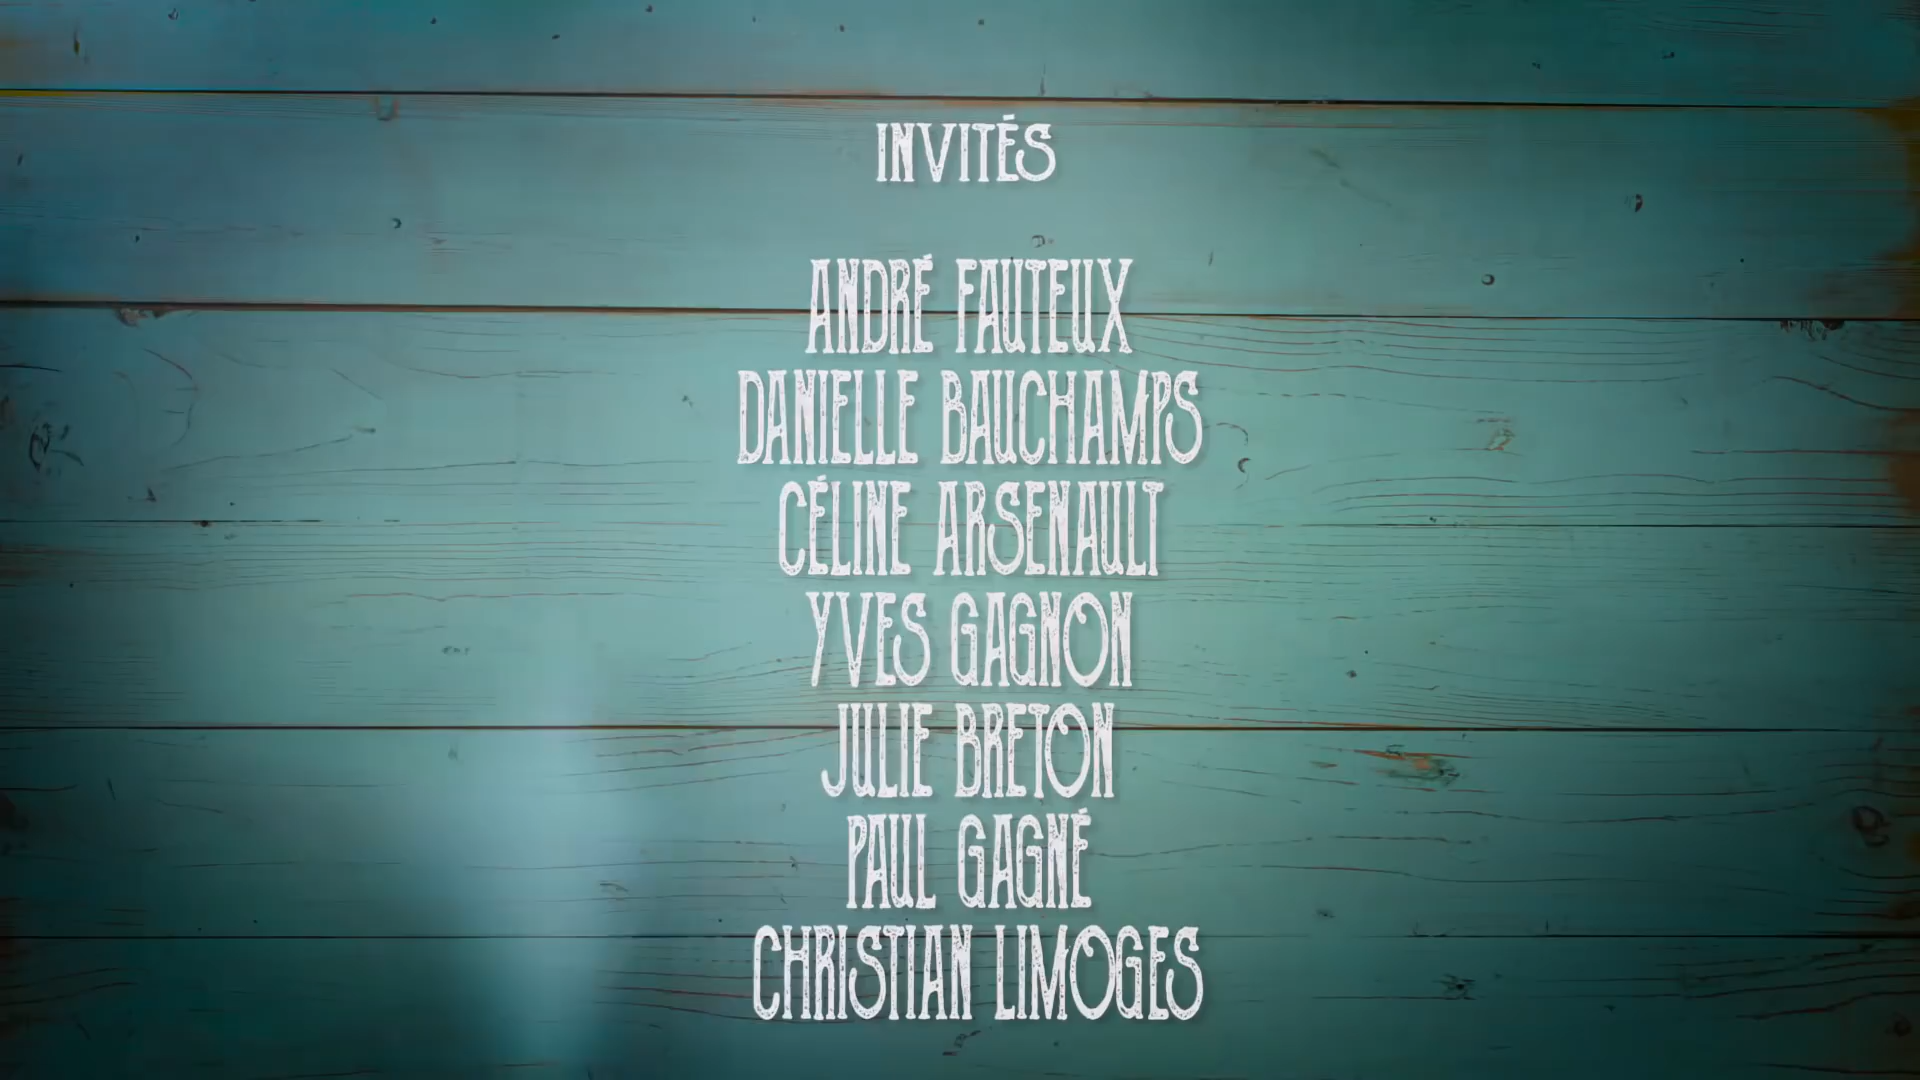 INVITÉS
ANDRÉ FAUTEUX
DANIELLE BAUCHAMPS
CÉLINE ARSENAULT
YVES GAGNON
JULIE BRETON
PAUL GAGNÉ
CHRISTIAN LIMOGES